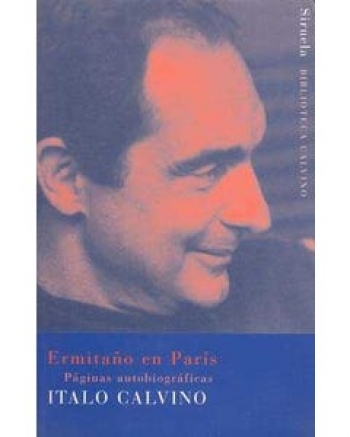 Siruela BIBLIOTECA CALVINO
Ermitaño en París
Páginas autobiográficas
ITALO CALVINO